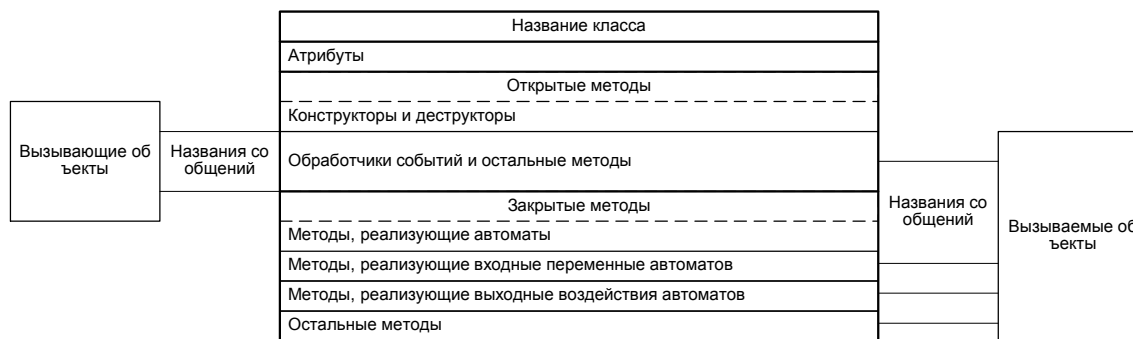 Название класса
Атрибуты
Открытые методы
Конструкторы и деструкторы
Вызывающие об
ъекты
Названия со
общений
Обработчики событий и остальные методы
Закрытые методы
Названия со
общений
Вызываемые об
ъекты
Методы, реализующие автоматы
Методы, реализующие входные переменные автоматов
Методы, реализующие выходные воздействия автоматов
Остальные методы